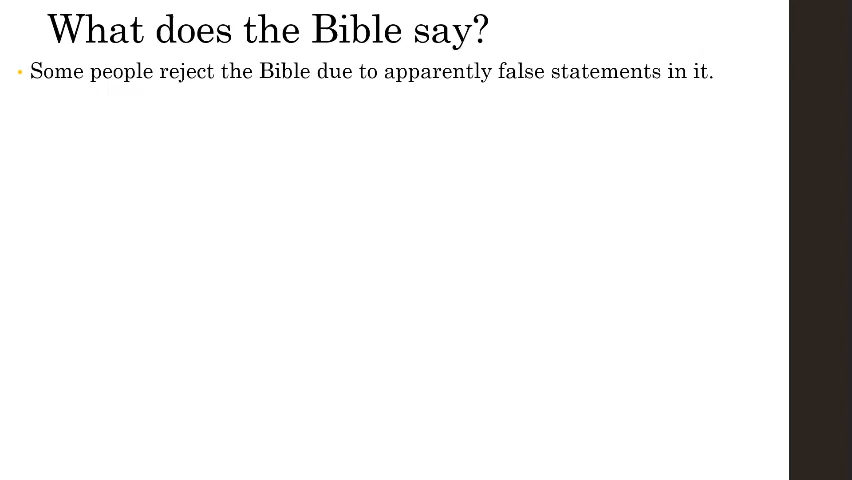 What does the Bible say?
• Some people reject the Bible due to apparently false statements in it.